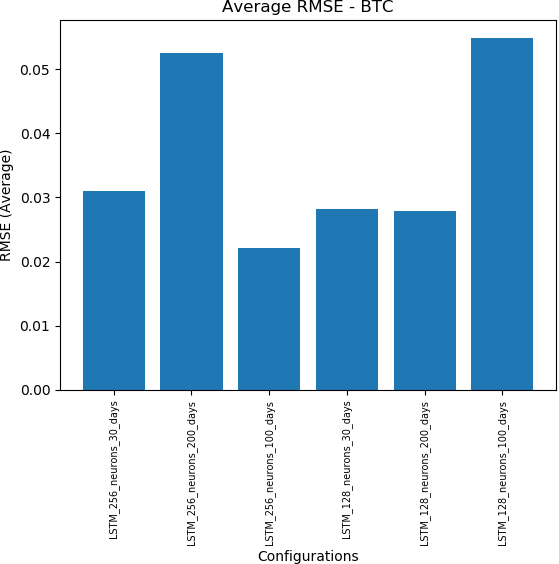 Average RMSE - BTC
RMSE (Average)
0.05
0.04
0.03
0.02
0.01
0.00
LSTM_256_neurons_30_days
LSTM_256_neurons_200_days
LSTM_256_neurons_100_days
LSTM_128_neurons_30_days
LSTM_128_neurons_200_days
LSTM_128_neurons_100_days
Configurations